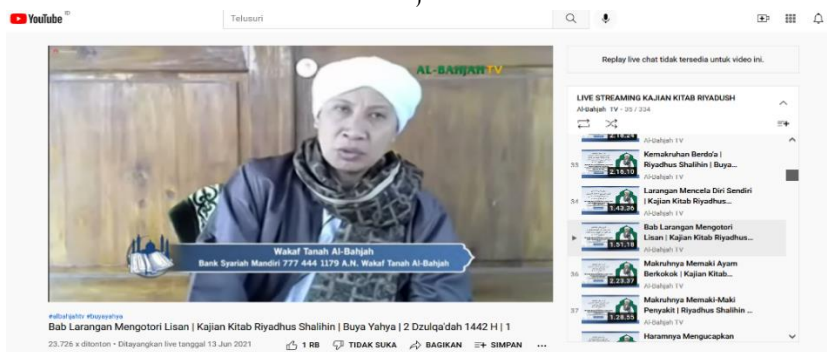 YouTube ID
Telusuri
AL-BAHJAH TV
Wakaf Tanah Al-Bahjah
Bank Syariah Mandiri 777 444 1179 A.N. Wakaf Tanah Al-Bahjah
#albahjahtv #buyayahya
Bab Larangan Mengotori Lisan | Kajian Kitab Riyadhus Shalihin | Buya Yahya | 2 Dzulqa'dah 1442 H | 1
23.726 x ditonton • Ditayangkan live tanggal 13 Jun 2021
1 RB TIDAK SUKA BAGIKAN SIMPAN
Replay live chat tidak tersedia untuk video ini.
LIVE STREAMING KAJIAN KITAB RIYADUSH
Al-Bahjah TV - 35 / 334
Al-Bahjah TV
33
Kemakruhan Berdo'a |
Riyadhus Shalihin | Buya...
2.16.10
Al-Bahjah TV
34
Larangan Mencela Diri Sendiri
| Kajian Kitab Riyadhus...
1.43.36
Al-Bahjah TV
Bab Larangan Mengotori
Lisan | Kajian Kitab Riyadhus...
1.51.18
Al-Bahjah TV
36
Makruhnya Memaki Ayam
Berkokok | Kajian Kitab...
2.23.37
Al-Bahjah TV
37
Makruhnya Memaki-Maki
Penyakit | Riyadhus Shalihin ...
1.28.55
Al-Bahjah TV
Haramnya Mengucapkan